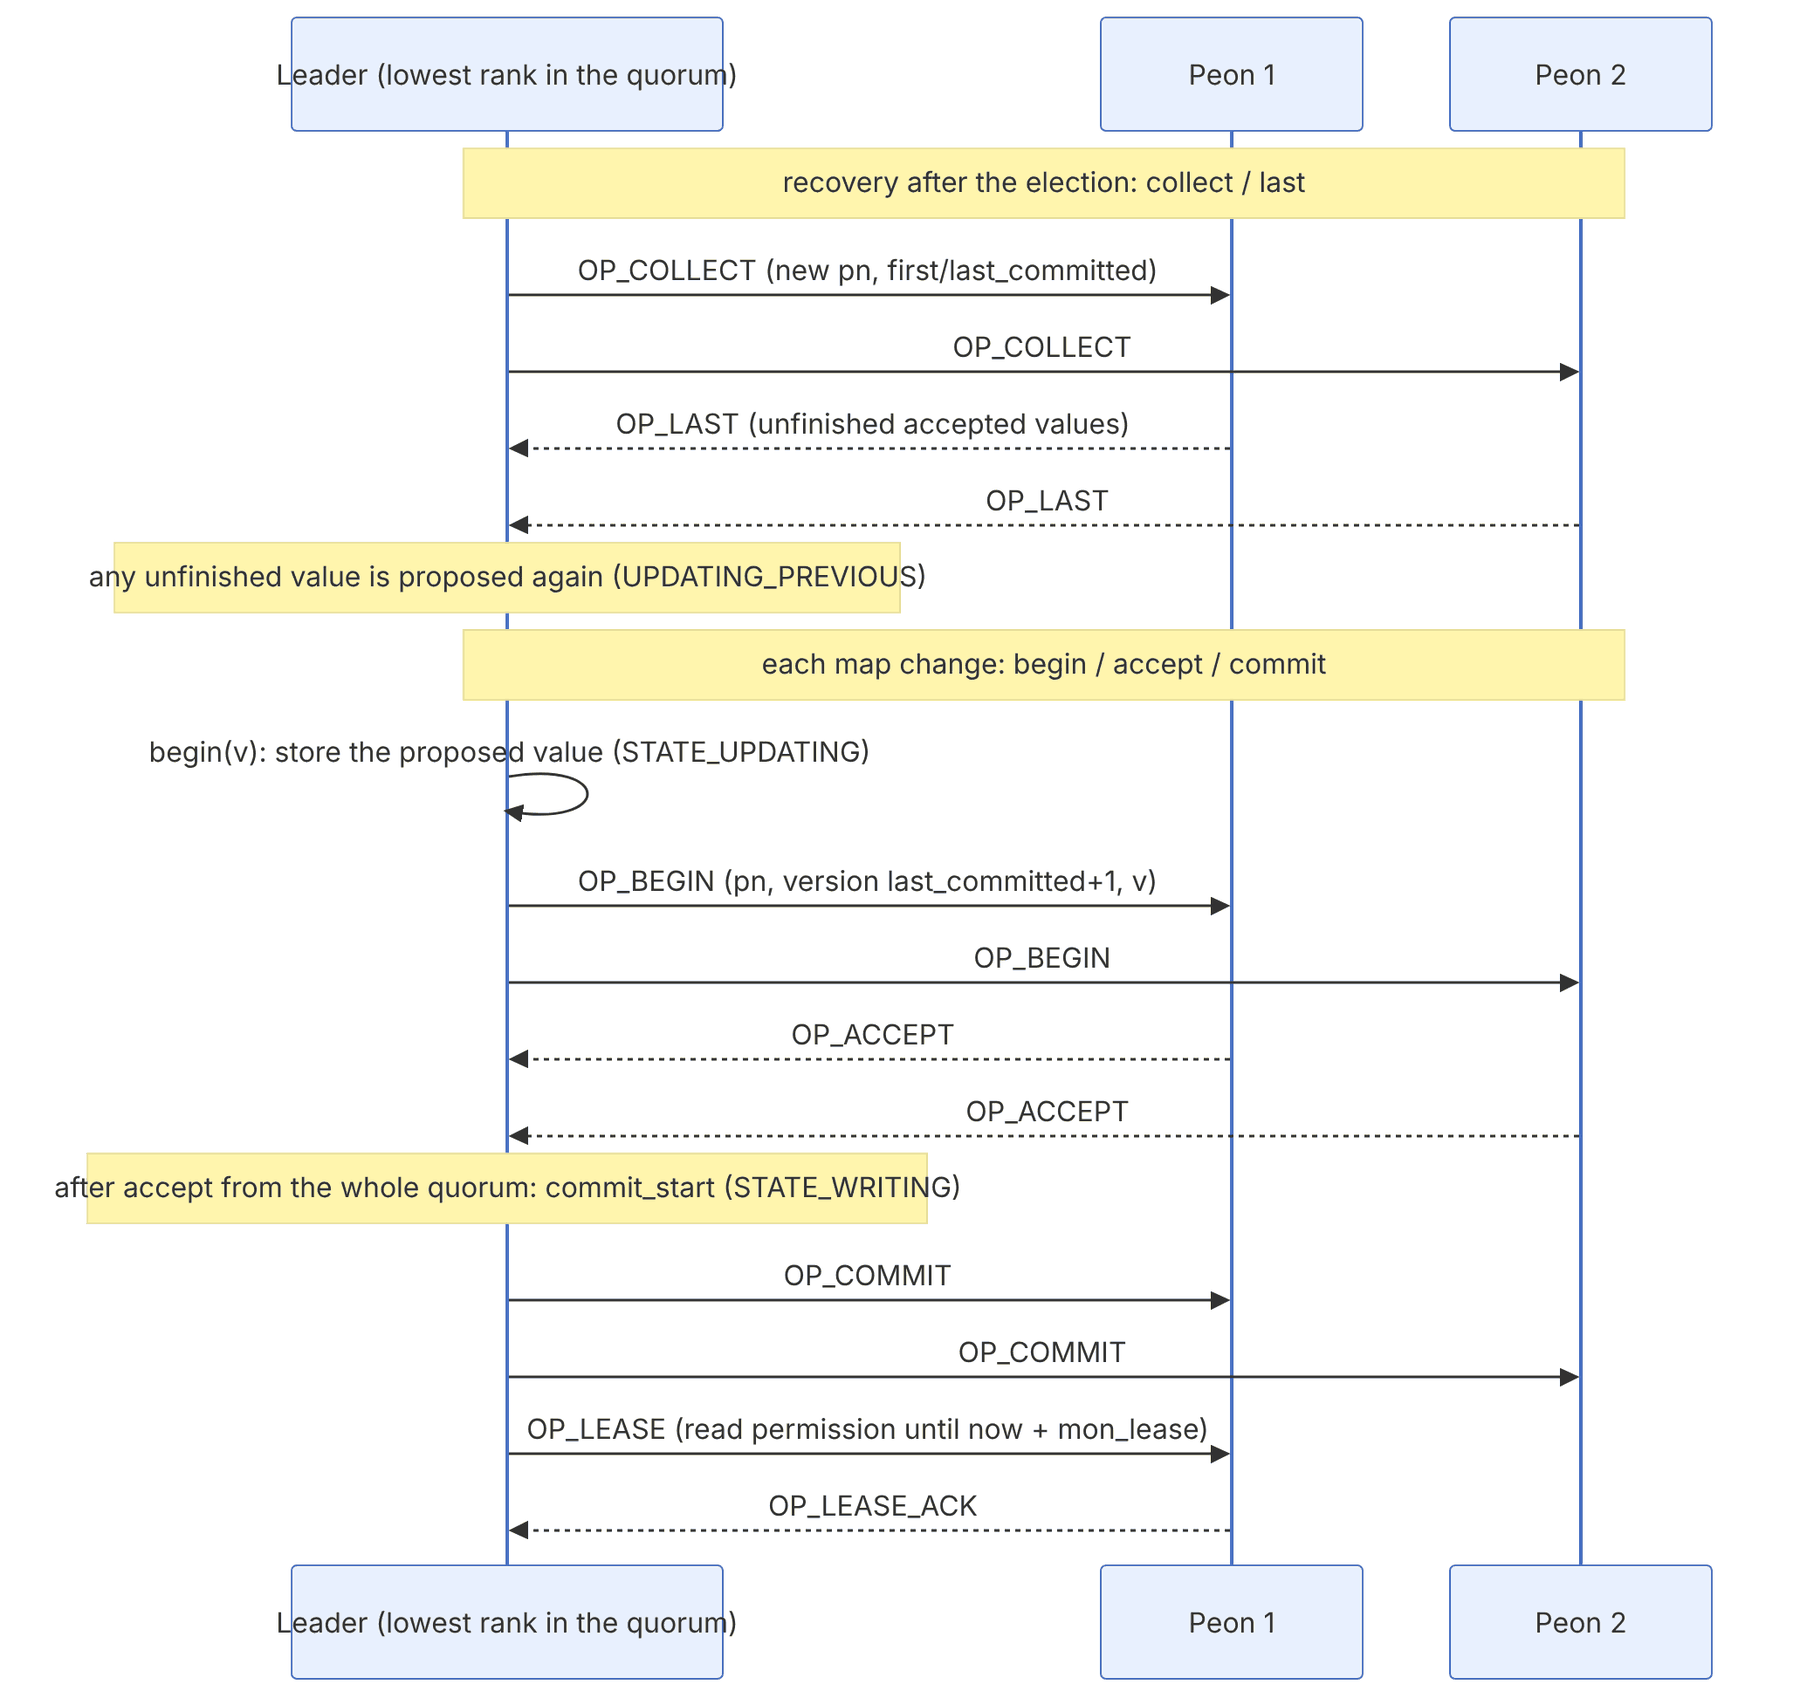 Leader (lowest rank in the quorum)
Peon 1
Peon 2
recovery after the election: collect / last
OP_COLLECT (new pn, first/last_committed)
OP_COLLECT
OP_LAST (unfinished accepted values)
OP_LAST
any unfinished value is proposed again (UPDATING_PREVIOUS)
each map change: begin / accept / commit
begin(v): store the proposed value (STATE_UPDATING)
OP_BEGIN (pn, version last_committed+1, v)
OP_BEGIN
OP_ACCEPT
OP_ACCEPT
after accept from the whole quorum: commit_start (STATE_WRITING)
OP_COMMIT
OP_COMMIT
OP_LEASE (read permission until now + mon_lease)
OP_LEASE_ACK
Leader (lowest rank in the quorum)
Peon 1
Peon 2